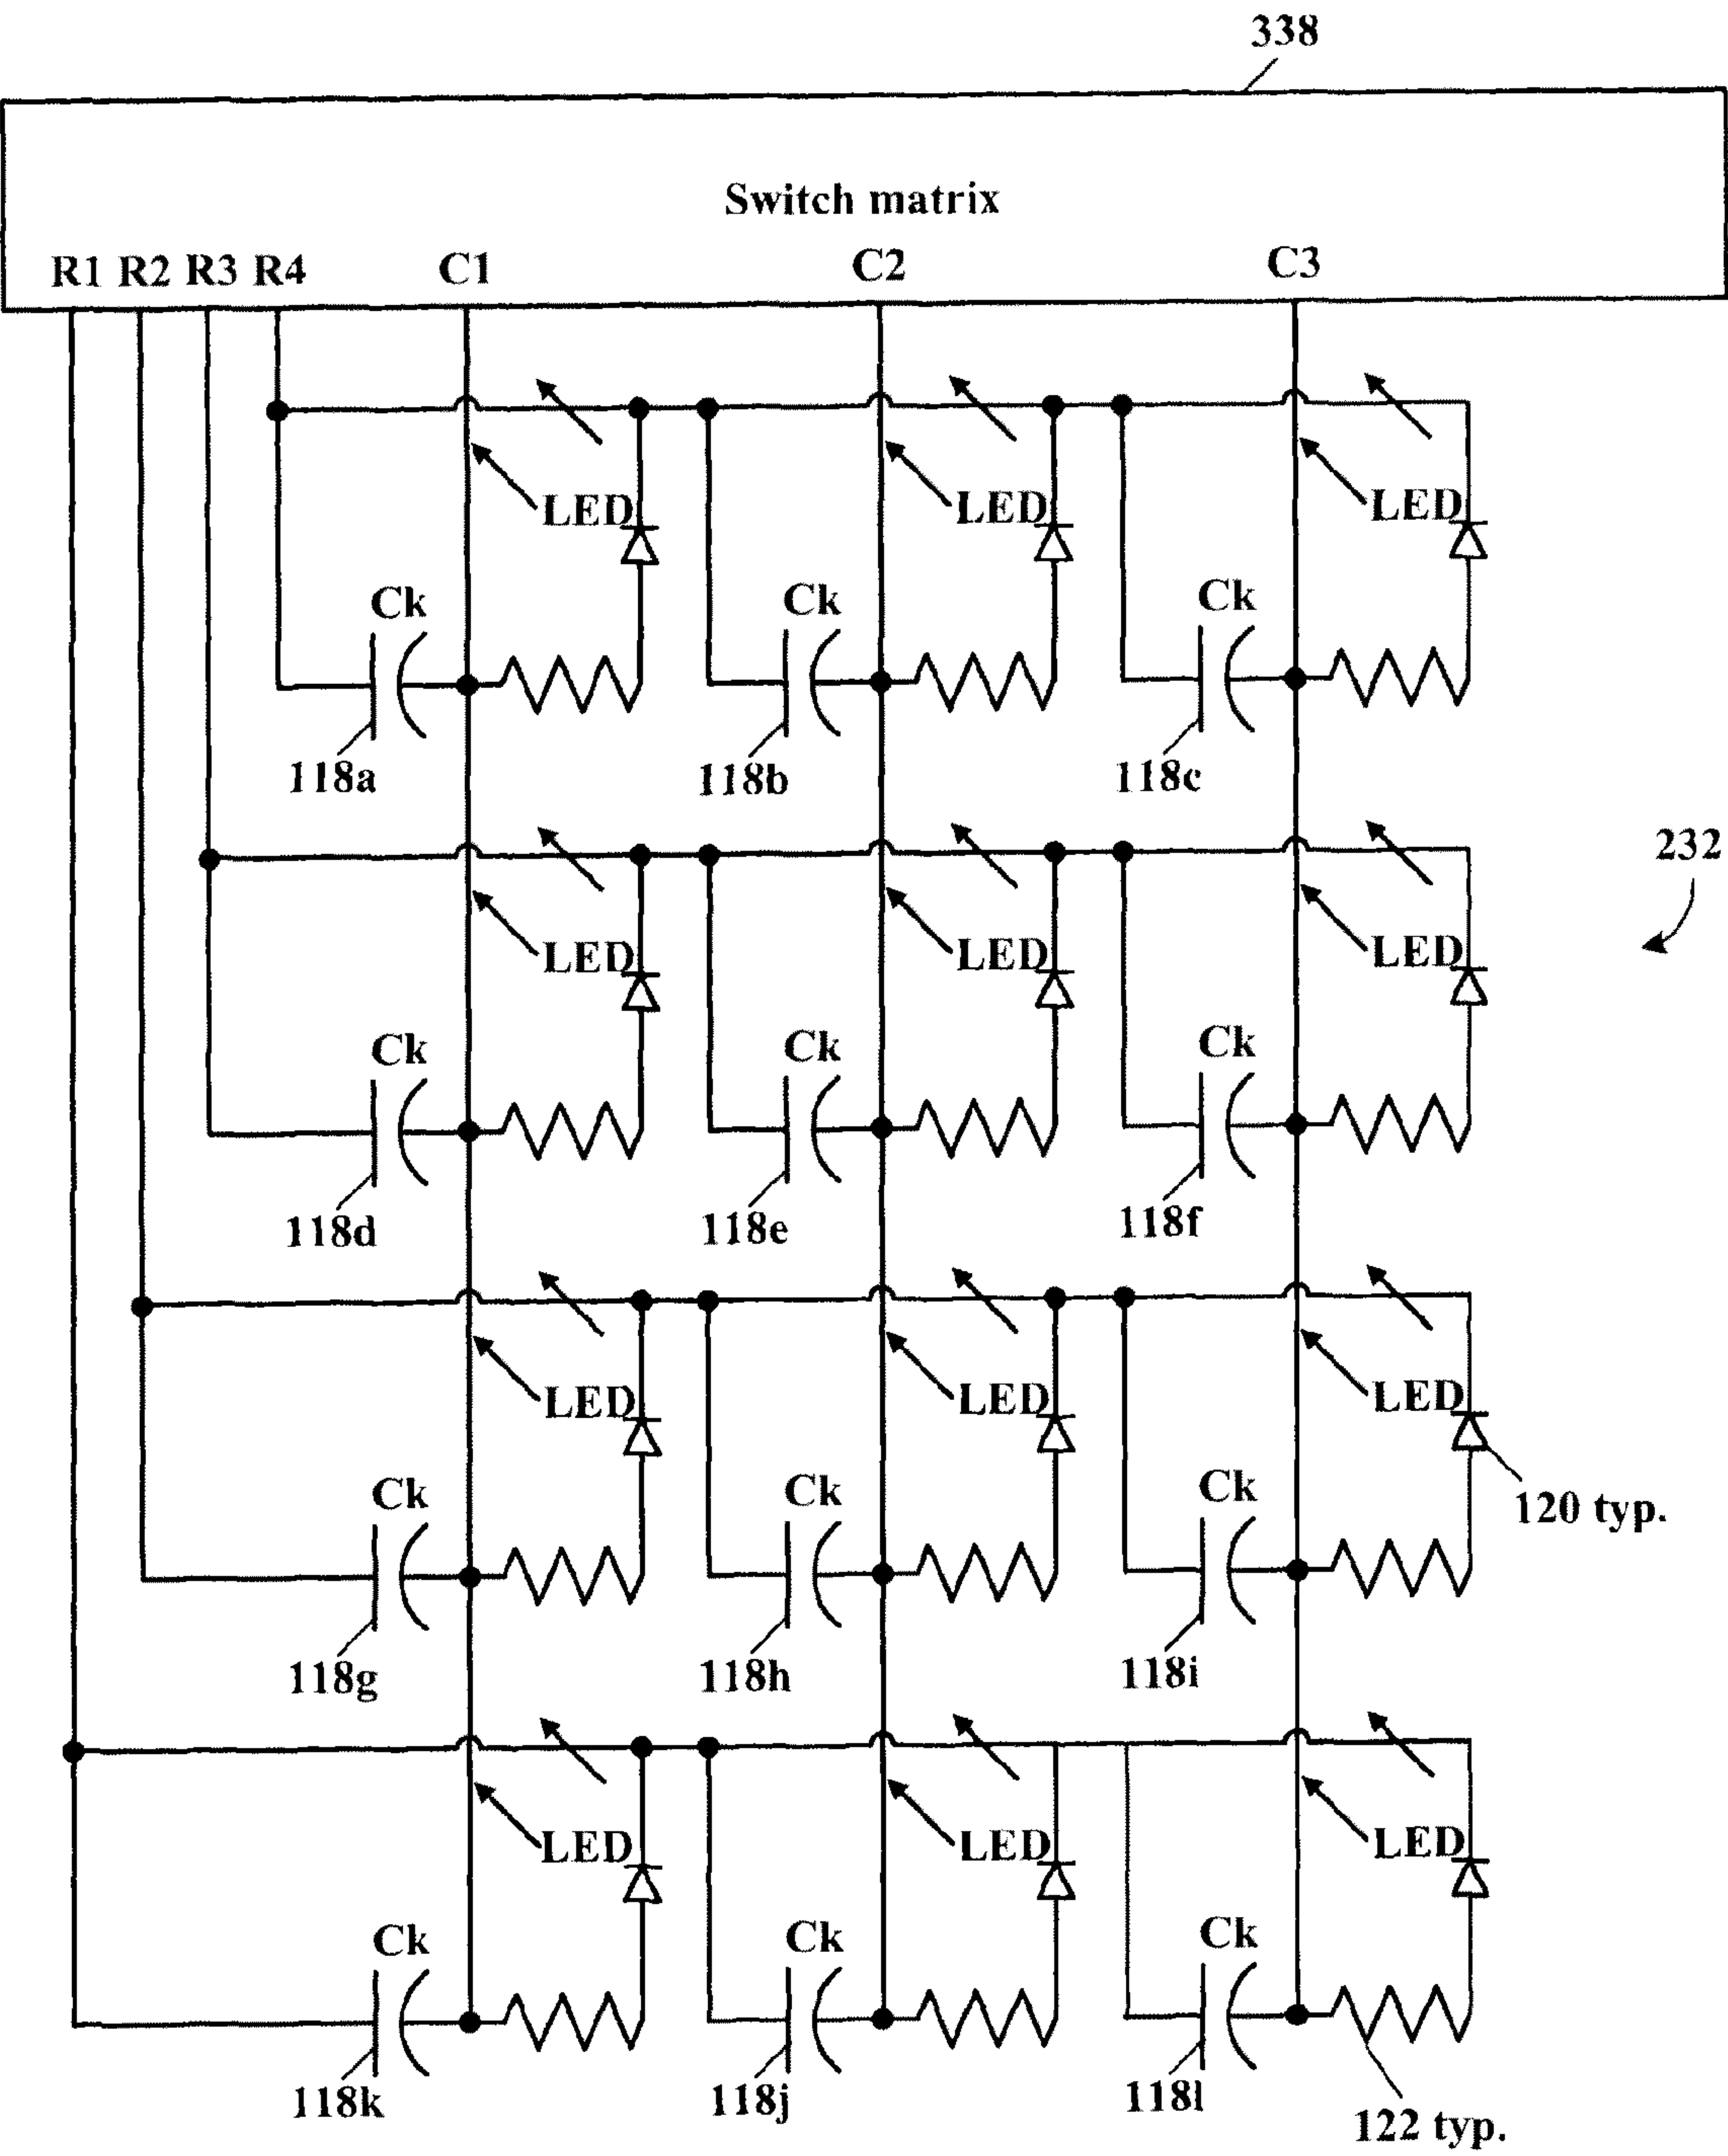 338
Switch matrix
R1 R2 R3 R4 C1 C2 C3
LED LED LED
Ck Ck Ck
118a 118b 118c
232
LED LED LED
Ck Ck Ck
118d 118e 118f
LED LED LED
120 typ.
Ck Ck Ck
118g 118h 118i
LED LED LED
Ck Ck Ck
118k 118j 118l
122 typ.